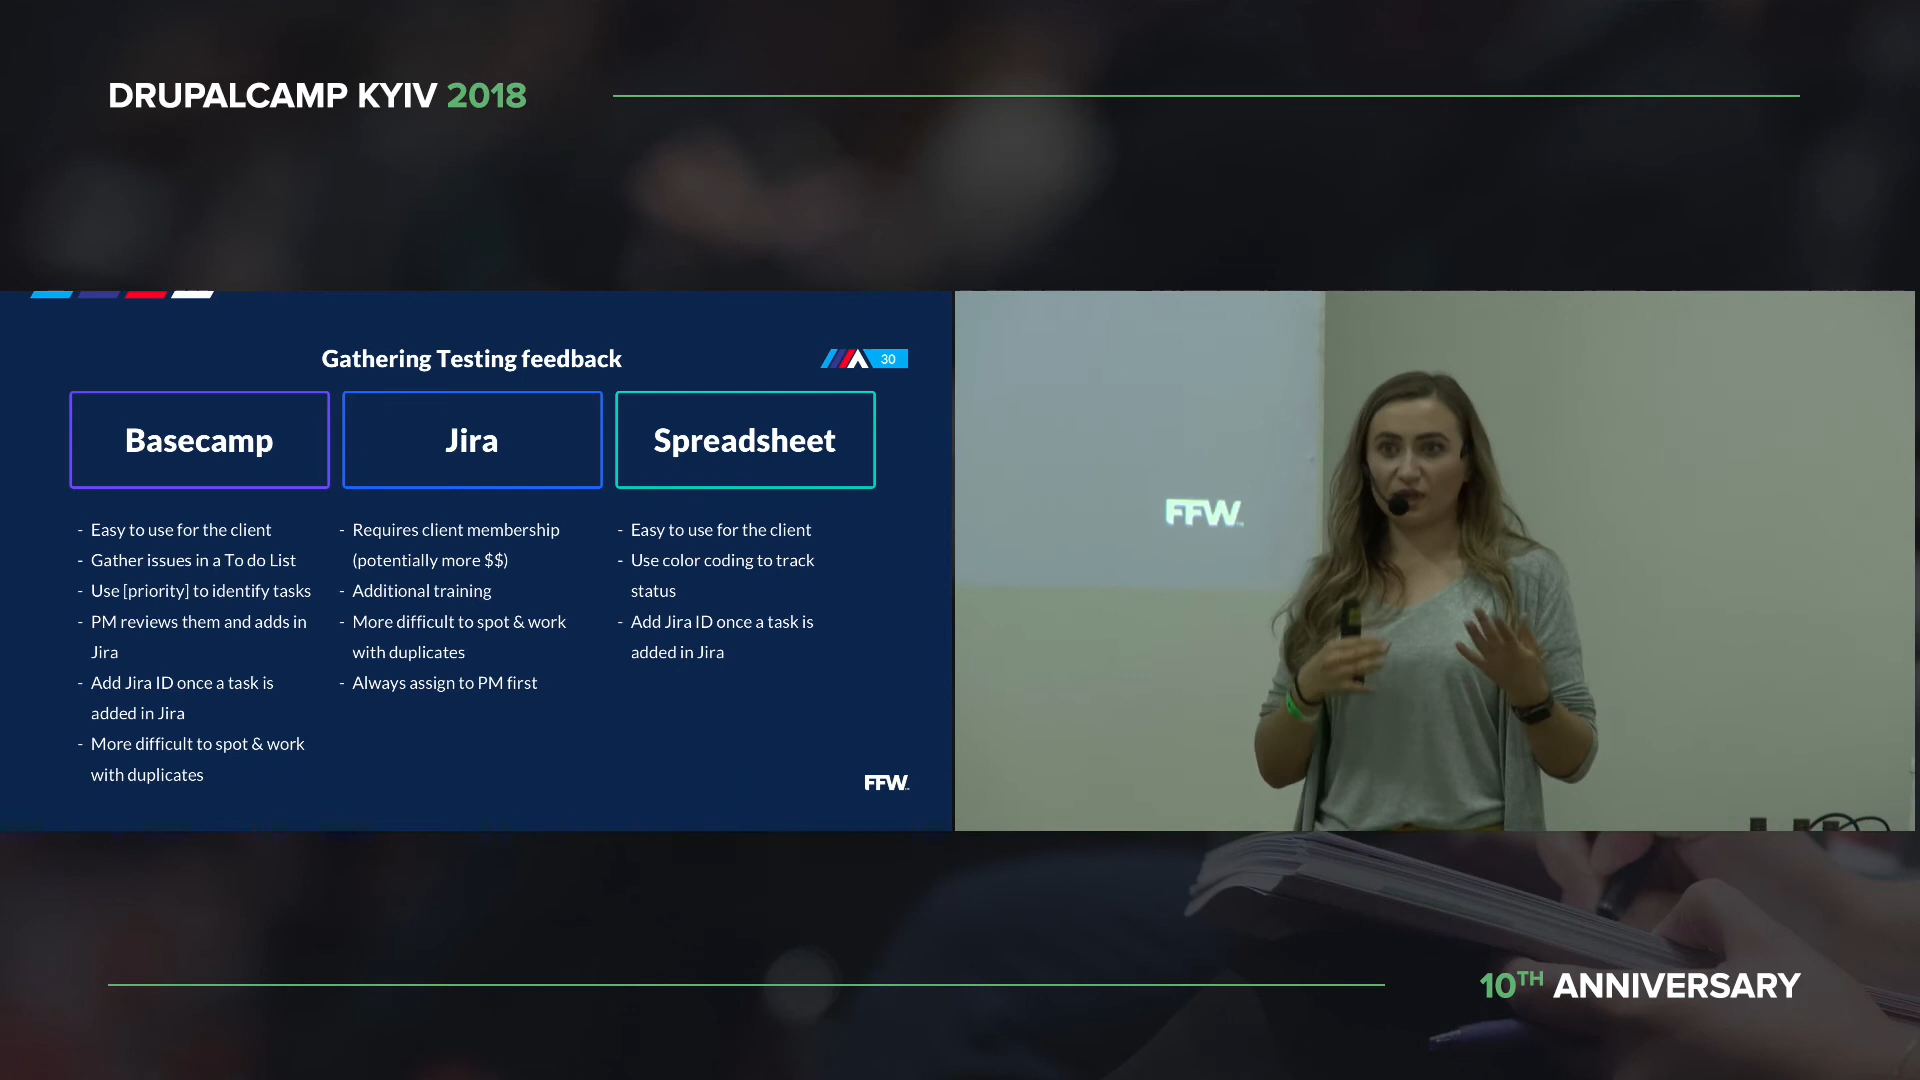 DRUPALCAMP KYIV 2018
Gathering Testing feedback
30
Basecamp
Jira
Spreadsheet
- Easy to use for the client
- Gather issues in a To do List
- Use [priority] to identify tasks
- PM reviews them and adds in
Jira
- Add Jira ID once a task is
added in Jira
- More difficult to spot & work
with duplicates
- Requires client membership
(potentially more $$)
- Additional training
- More difficult to spot & work
with duplicates
- Always assign to PM first
- Easy to use for the client
- Use color coding to track
status
- Add Jira ID once a task is
added in Jira
FFW
FFW
10TH ANNIVERSARY